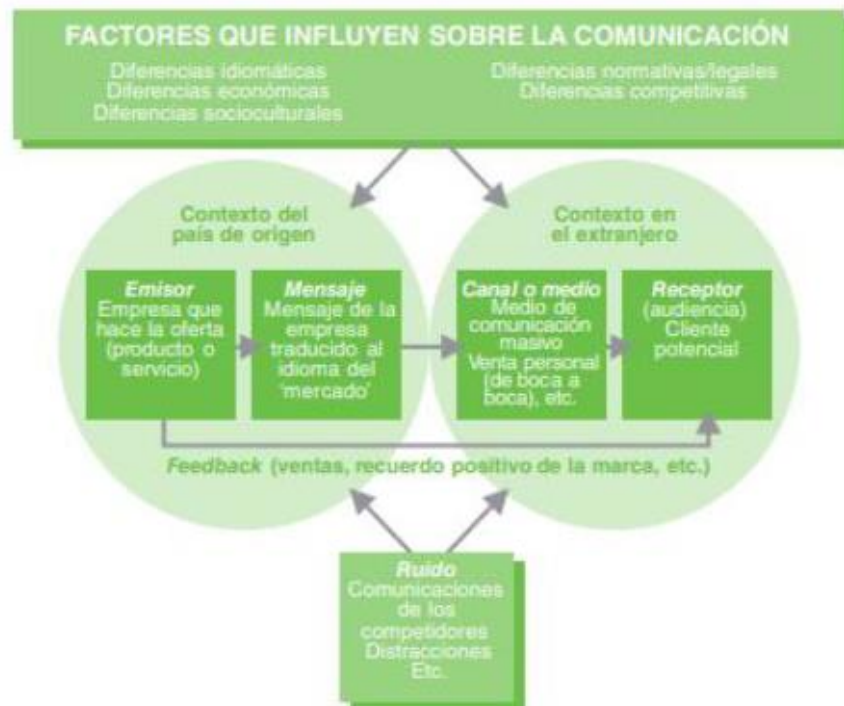 FACTORES QUE INFLUYEN SOBRE LA COMUNICACIÓN
Diferencias idiomáticas
Diferencias económicas
Diferencias socioculturales
Diferencias normativas/legales
Diferencias competitivas
Contexto del
país de origen
Contexto en
el extranjero
Emisor
Empresa que
hace la oferta
(producto o
servicio)
Mensaje
Mensaje de la
empresa
traducido al
idioma del
'mercado'
Canal o medio
Medio de
comunicación
masivo
Venta personal
(de boca a
boca), etc.
Receptor
(audiencia)
Cliente
potencial
Feedback (ventas, recuerdo positivo de la marca, etc.)
Ruido
Comunicaciones
de los
competidores
Distracciones
Etc.